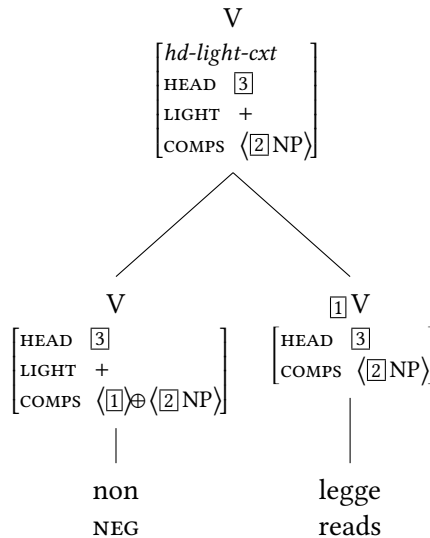 V
hd-light-cxt
HEAD 3
LIGHT +
COMPS ⟨2 NP⟩
V
HEAD 3
LIGHT +
COMPS ⟨1⟩⊕⟨2 NP⟩
1 V
HEAD 3
COMPS ⟨2 NP⟩
non
NEG
legge
reads